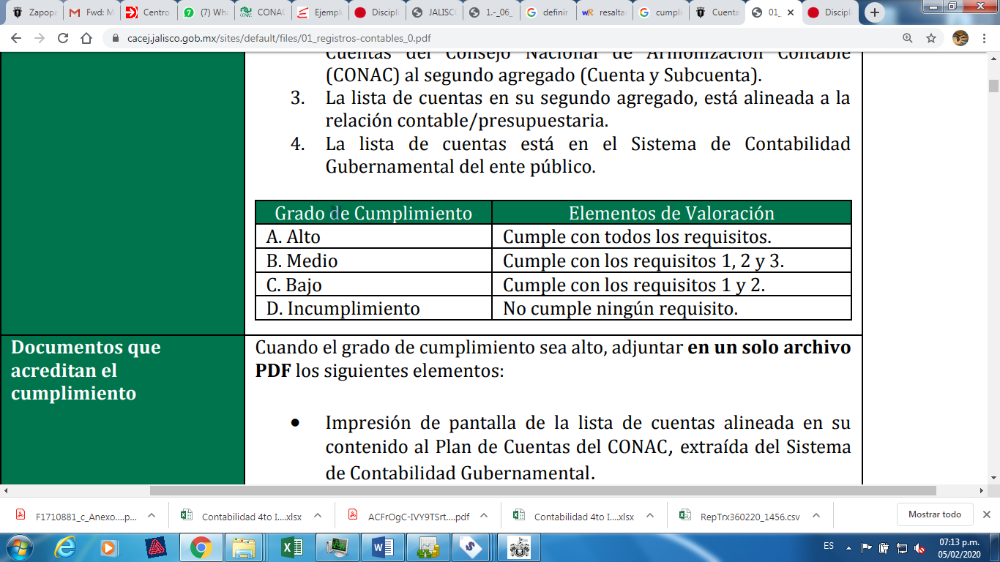 Zapopa
Fwd: M
Centro
(7) Wha
CONAC
Ejemplo
Discipli
JALISCO
1.-_06_
definir
resaltar
cumpli
Cuenta
01_
Discipl
cacej.jalisco.gob.mx/sites/default/files/01_registros-contables_0.pdf
Cuentas del Consejo Nacional de Armonización Contable
(CONAC) al segundo agregado (Cuenta y Subcuenta).
3. La lista de cuentas en su segundo agregado, está alineada a la
relación contable/presupuestaria.
4. La lista de cuentas está en el Sistema de Contabilidad
Gubernamental del ente público.
Grado de Cumplimiento Elementos de Valoración
A. Alto Cumple con todos los requisitos.
B. Medio Cumple con los requisitos 1, 2 y 3.
C. Bajo Cumple con los requisitos 1 y 2.
D. Incumplimiento No cumple ningún requisito.
Documentos que
acreditan el
cumplimiento
Cuando el grado de cumplimiento sea alto, adjuntar en un solo archivo
PDF los siguientes elementos:
• Impresión de pantalla de la lista de cuentas alineada en su
contenido al Plan de Cuentas del CONAC, extraída del Sistema
de Contabilidad Gubernamental.
F1710881_c_Anexo....p...
Contabilidad 4to I....xlsx
ACFrOgC-IVY9TSrt....pdf
Contabilidad 4to I....xlsx
RepTrx360220_1456.csv
Mostrar todo
ES
07:13 p.m.
05/02/2020